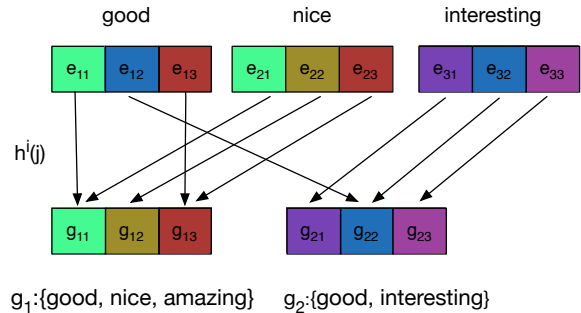 good nice interesting
e11 e12 e13 e21 e22 e23 e31 e32 e33
h^i(j)
g11 g12 g13 g21 g22 g23
g1:{good, nice, amazing} g2:{good, interesting}